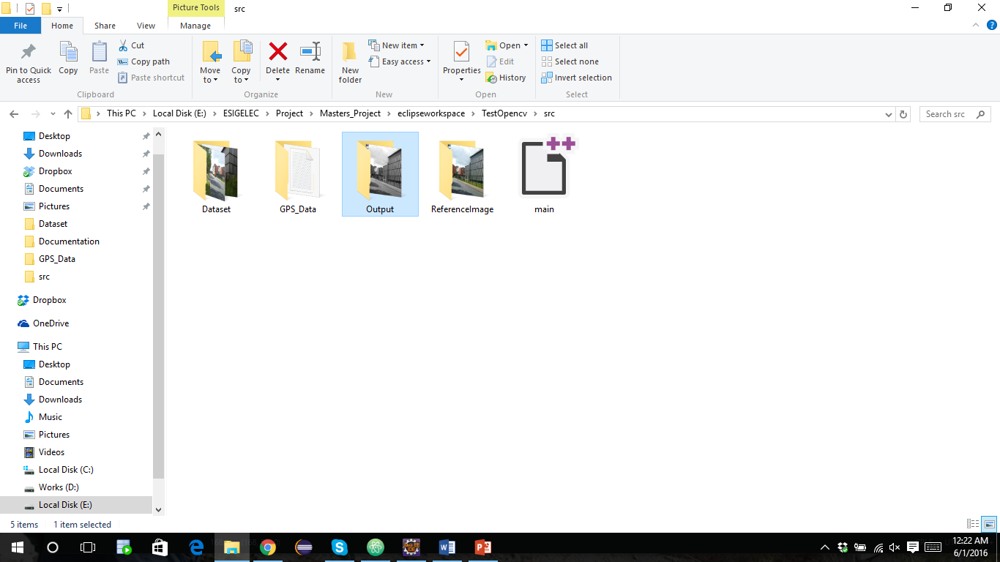 Picture Tools
src
File
Home
Share
View
Manage
Pin to Quick access
Copy
Paste
Cut
Copy path
Paste shortcut
Clipboard
Move to
Copy to
Delete
Rename
Organize
New folder
New item
Easy access
New
Properties
Open
Edit
History
Open
Select all
Select none
Invert selection
Select
This PC
Local Disk (E:)
ESIGELEC
Project
Masters_Project
eclipseworkspace
TestOpencv
src
Search src
Desktop
Downloads
Dropbox
Documents
Pictures
Dataset
Documentation
GPS_Data
src
Dropbox
OneDrive
This PC
Desktop
Documents
Downloads
Music
Pictures
Videos
Local Disk (C:)
Works (D:)
Local Disk (E:)
Dataset
GPS_Data
Output
ReferenceImage
main
5 items
1 item selected
12:22 AM
6/1/2016